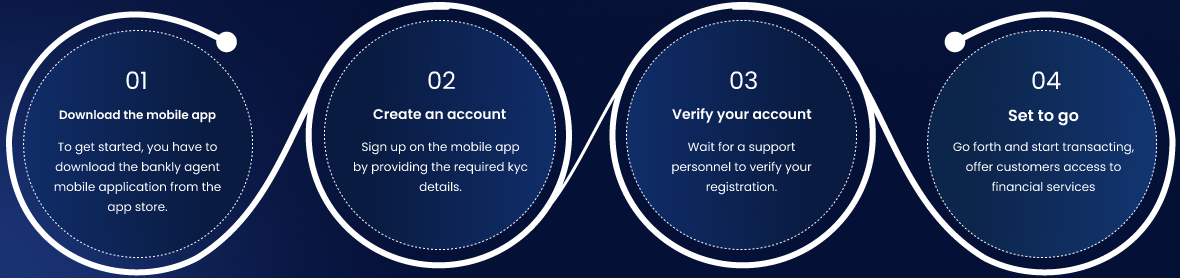 01
Download the mobile app
To get started, you have to
download the bankly agent
mobile application from the
app store.
02
Create an account
Sign up on the mobile app
by providing the required kyc
details.
03
Verify your account
Wait for a support
personnel to verify your
registration.
04
Set to go
Go forth and start transacting,
offer customers access to
financial services